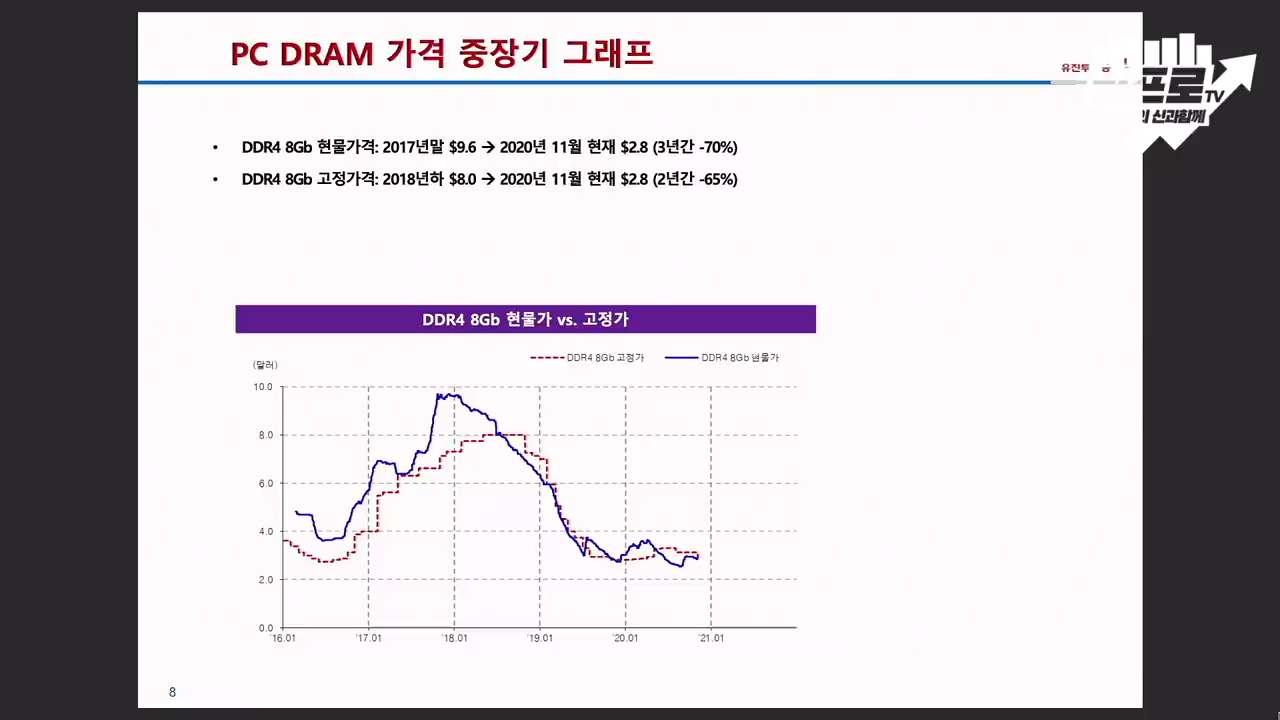 PC DRAM 가격 중장기 그래프
유진투
프로TV
신과함께
• DDR4 8Gb 현물가격: 2017년말 $9.6 → 2020년 11월 현재 $2.8 (3년간 -70%)
• DDR4 8Gb 고정가격: 2018년하 $8.0 → 2020년 11월 현재 $2.8 (2년간 -65%)
DDR4 8Gb 현물가 vs. 고정가
DDR4 8Gb 고정가 DDR4 8Gb 현물가
(달러)
10.0
8.0
6.0
4.0
2.0
0.0
'16.01 '17.01 '18.01 '19.01 '20.01 '21.01
8